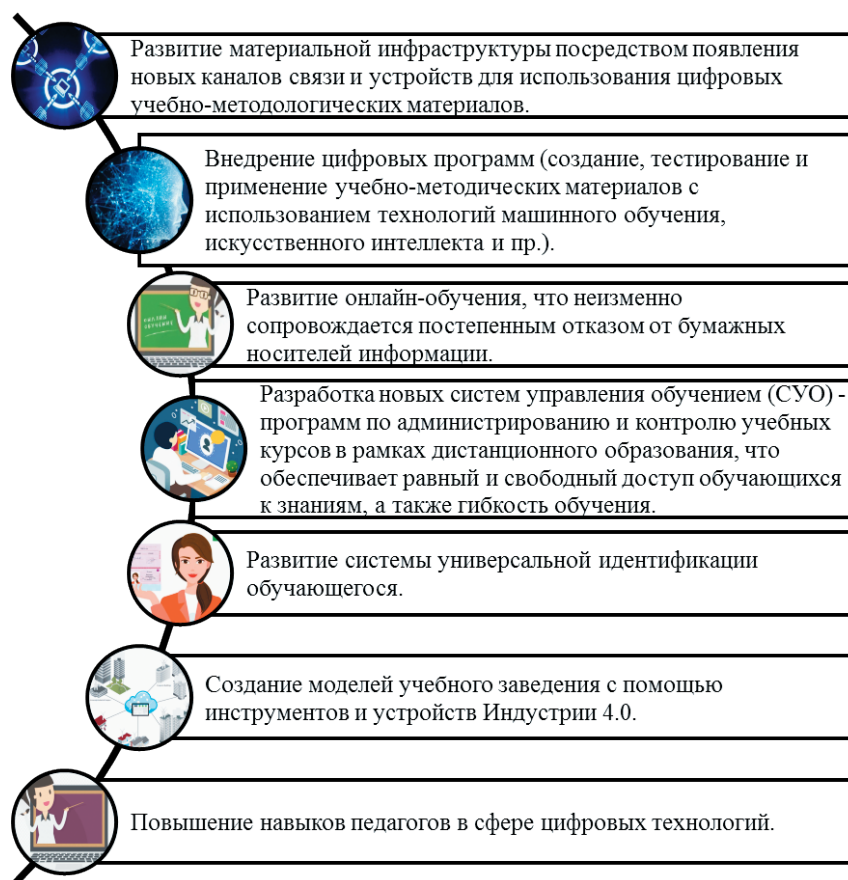 Развитие материальной инфраструктуры посредством появления
новых каналов связи и устройств для использования цифровых
учебно-методологических материалов.
Внедрение цифровых программ (создание, тестирование и
применение учебно-методических материалов с
использованием технологий машинного обучения,
искусственного интеллекта и пр.).
ОНЛАЙН
ОБУЧЕНИЕ
Развитие онлайн-обучения, что неизменно
сопровождается постепенным отказом от бумажных
носителей информации.
Разработка новых систем управления обучением (СУО) -
программ по администрированию и контролю учебных
курсов в рамках дистанционного образования, что
обеспечивает равный и свободный доступ обучающихся
к знаниям, а также гибкость обучения.
Развитие системы универсальной идентификации
обучающегося.
Создание моделей учебного заведения с помощью
инструментов и устройств Индустрии 4.0.
Повышение навыков педагогов в сфере цифровых технологий.